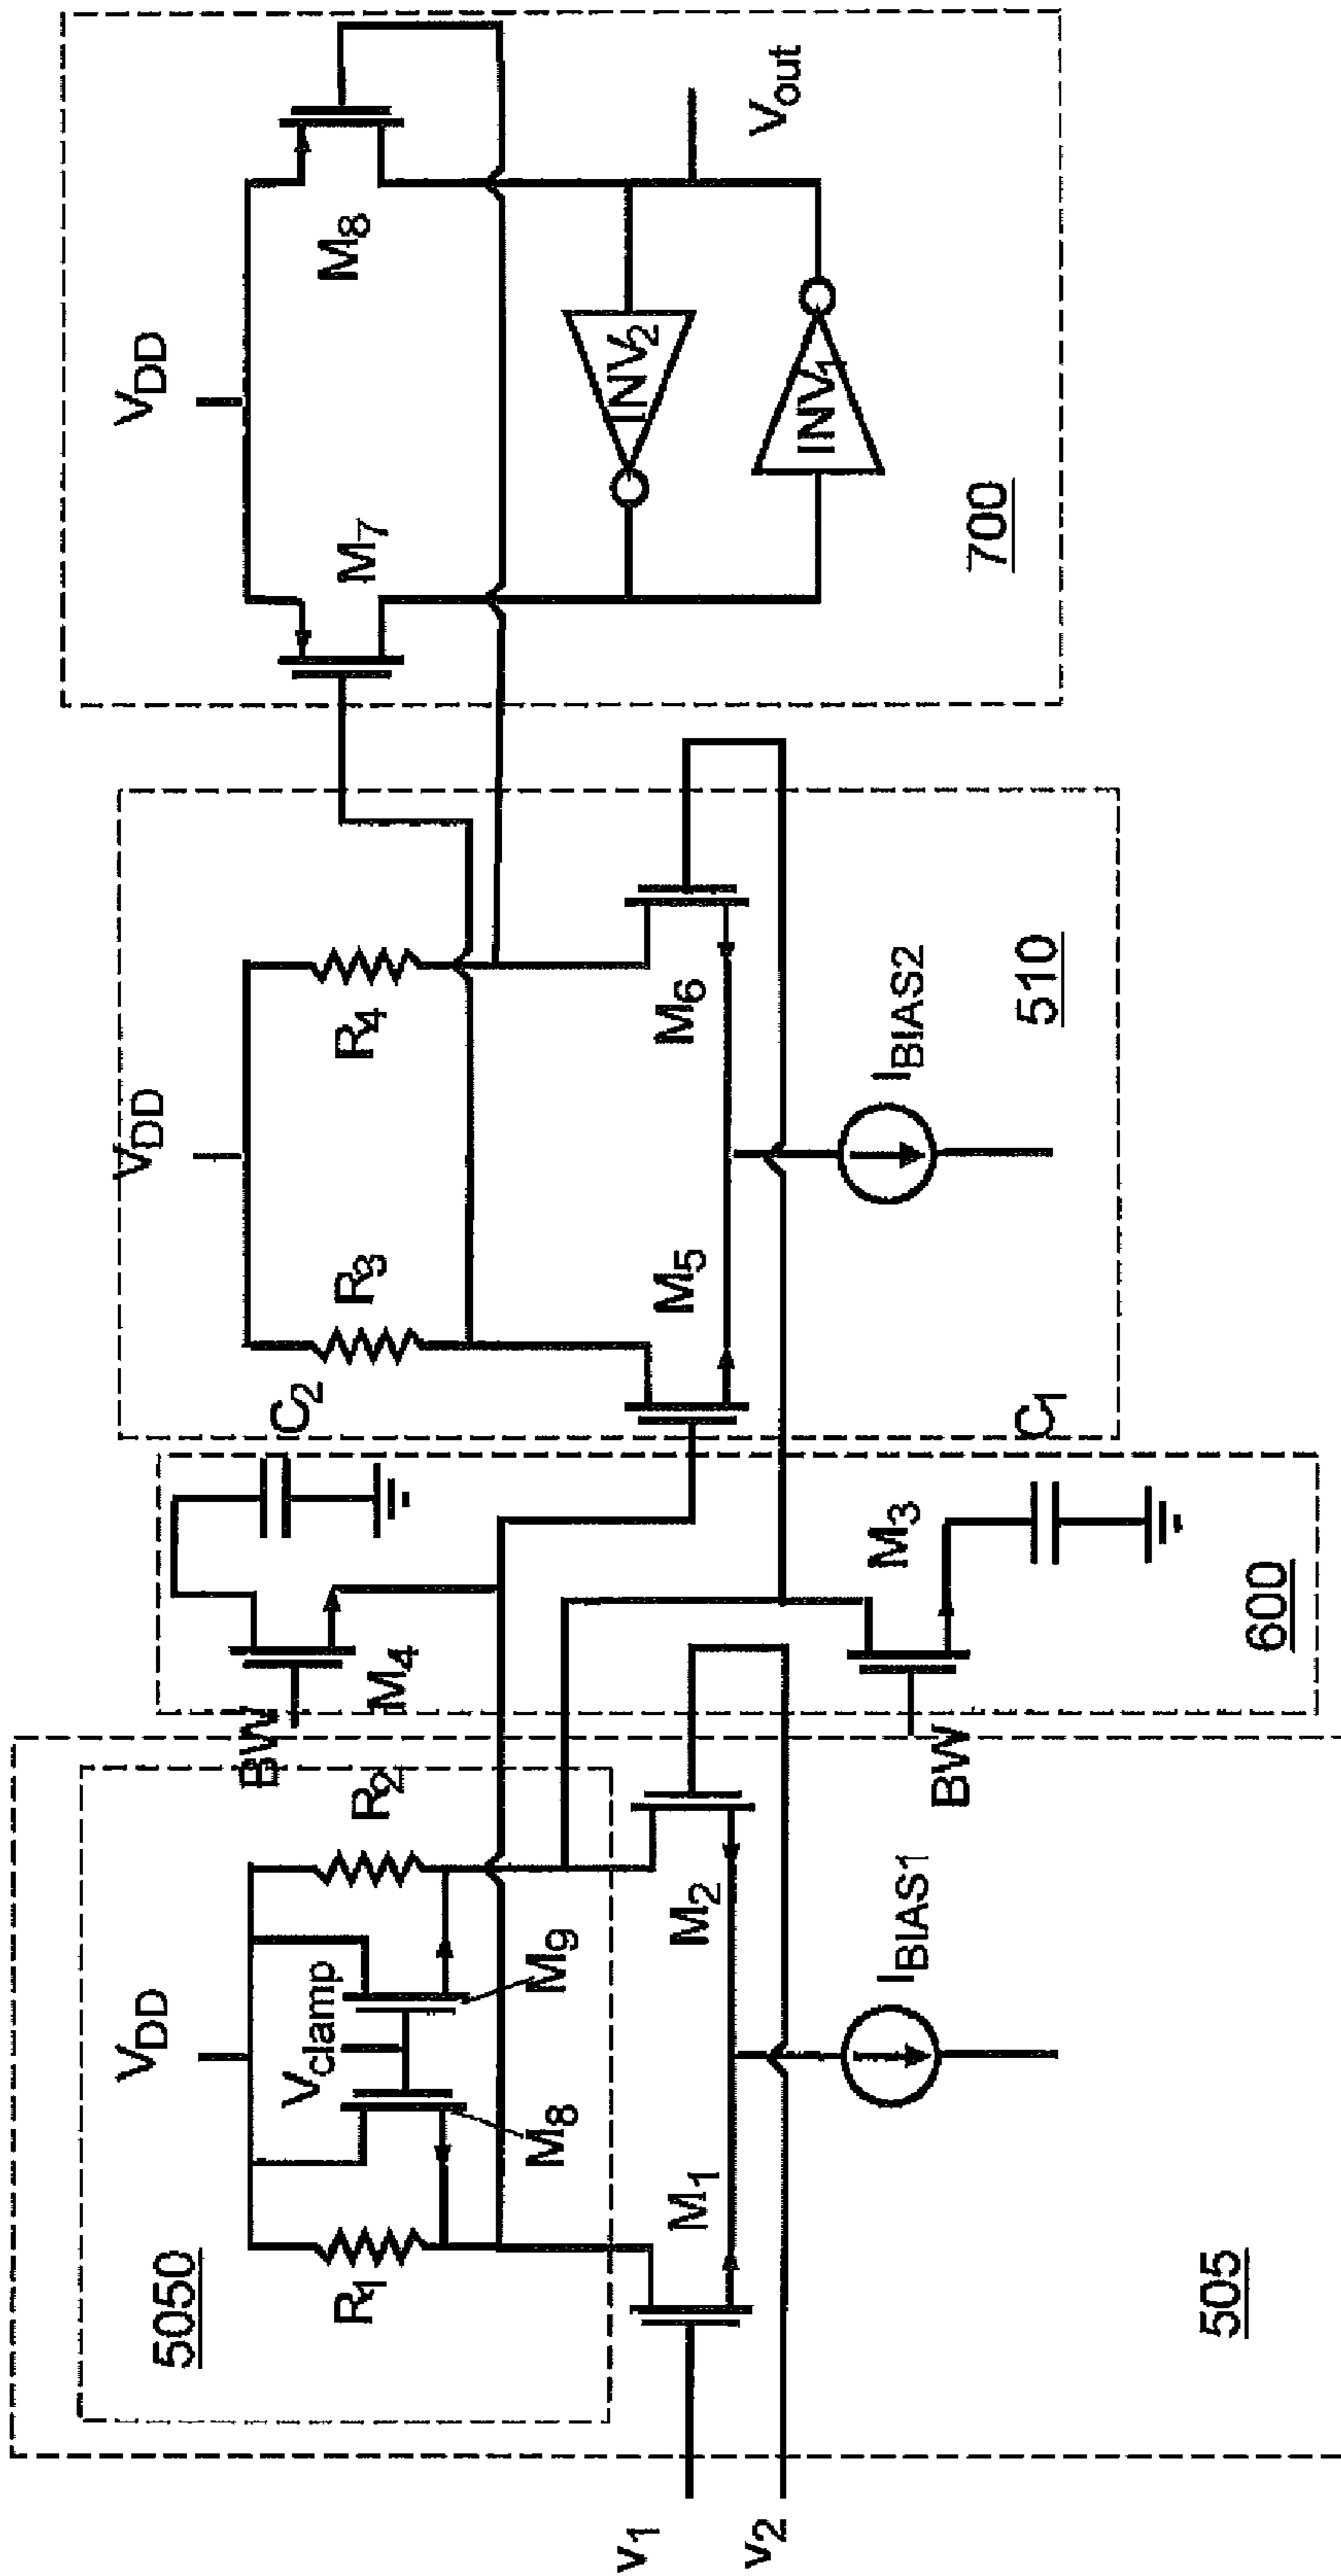 v1
v2
5050
R1
VDD
Vclamp
M8
M9
R2
M1
M2
IBIAS1
505
BW
M4
C2
BW
M3
C1
600
VDD
R3
R4
M5
M6
IBIAS2
510
VDD
M7
M8
INV2
INV1
Vout
700